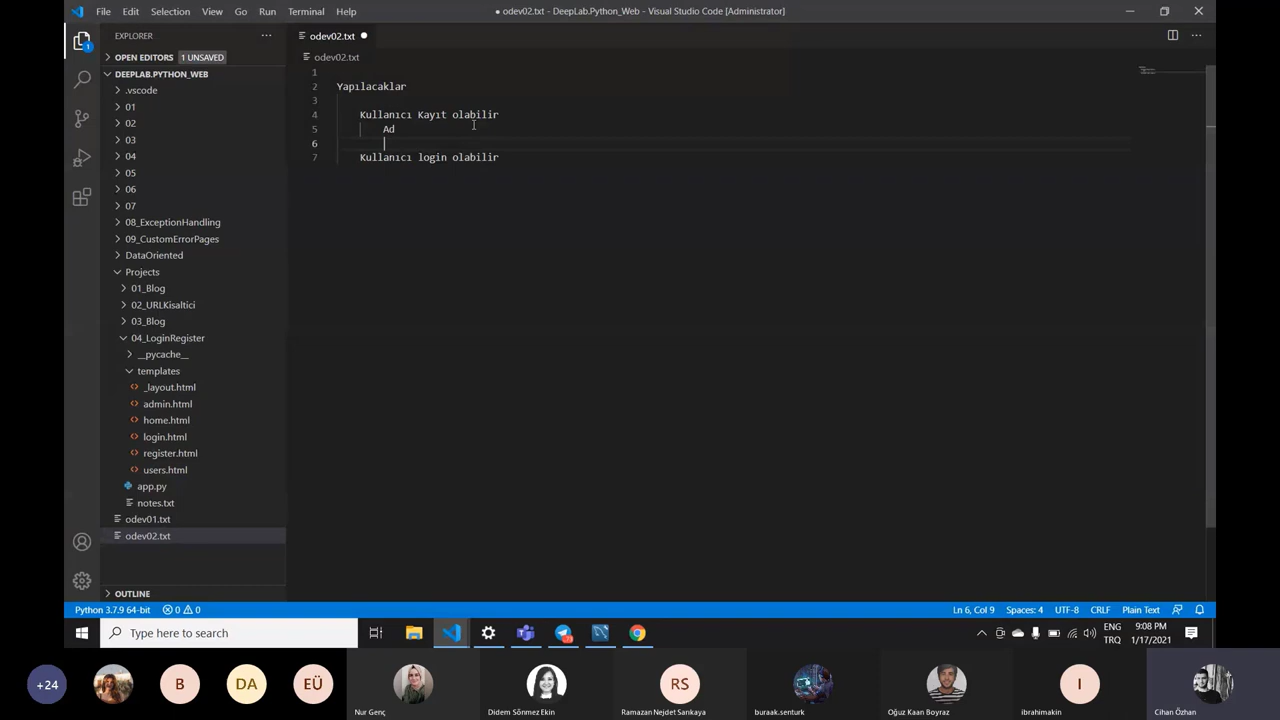 File Edit Selection View Go Run Terminal Help
● odev02.txt - DeepLab.Python_Web - Visual Studio Code [Administrator]
EXPLORER
OPEN EDITORS 1 UNSAVED
DEEPLAB.PYTHON_WEB
.vscode
01
02
03
04
05
06
07
08_ExceptionHandling
09_CustomErrorPages
DataOriented
Projects
01_Blog
02_URLKisaltici
03_Blog
04_LoginRegister
__pycache__
templates
_layout.html
admin.html
home.html
login.html
register.html
users.html
app.py
notes.txt
odev01.txt
odev02.txt
OUTLINE
1
odev02.txt ●
odev02.txt
1
2 Yapılacaklar
3
4 Kullanıcı Kayıt olabilir
5 Ad
6
7 Kullanıcı login olabilir
Python 3.7.9 64-bit 0 0
Ln 6, Col 9 Spaces: 4 UTF-8 CRLF Plain Text
Type here to search
ENG
TRQ
9:08 PM
1/17/2021
+24
B
DA
EÜ
Nur Genç
Didem Sönmez Ekin
RS
Ramazan Nejdet Sarıkaya
buraak.senturk
Oğuz Kaan Boyraz
I
ibrahimakin
Cihan Özhan